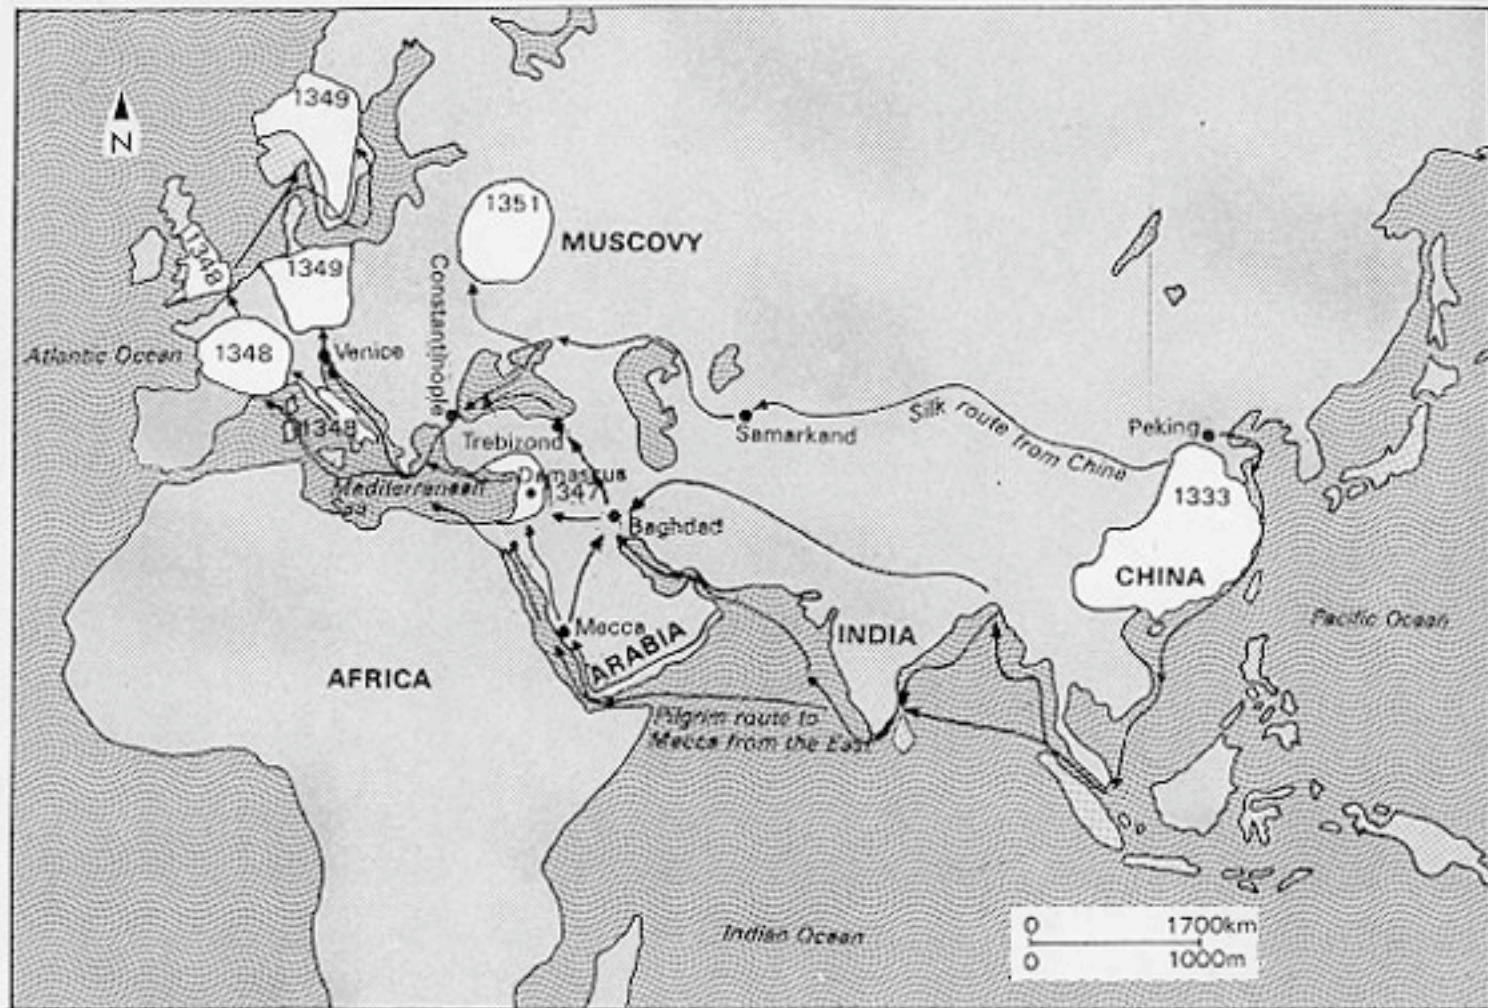 1349
N
1351
MUSCOVY
1348
1349
Constantinople
Atlantic Ocean
1348
Venice
1348
Trebizond
Samarkand
Silk route from China
Peking
Damascus
1347
Mediterranean
Sea
1333
Baghdad
CHINA
Mecca
ARABIA
INDIA
Pacific Ocean
AFRICA
Pilgrim route to
Mecca from the East
Indian Ocean
0 1700km
0 1000m